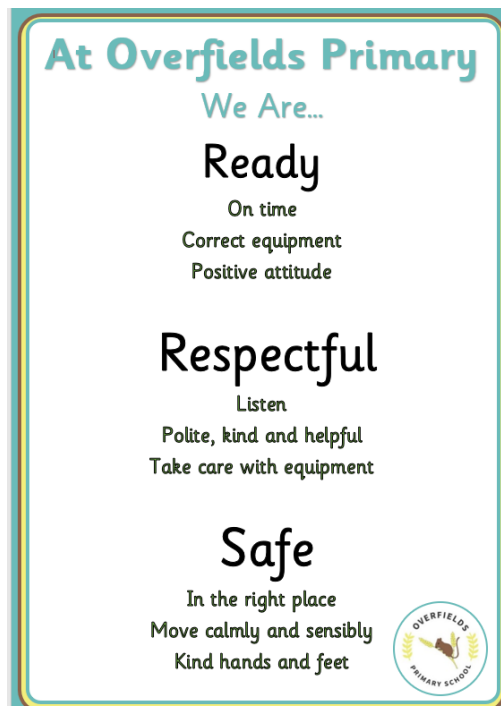 At Overfields Primary
We Are...
Ready
On time
Correct equipment
Positive attitude
Respectful
Listen
Polite, kind and helpful
Take care with equipment
Safe
In the right place
Move calmly and sensibly
Kind hands and feet
OVERFIELDS
PRIMARY SCHOOL